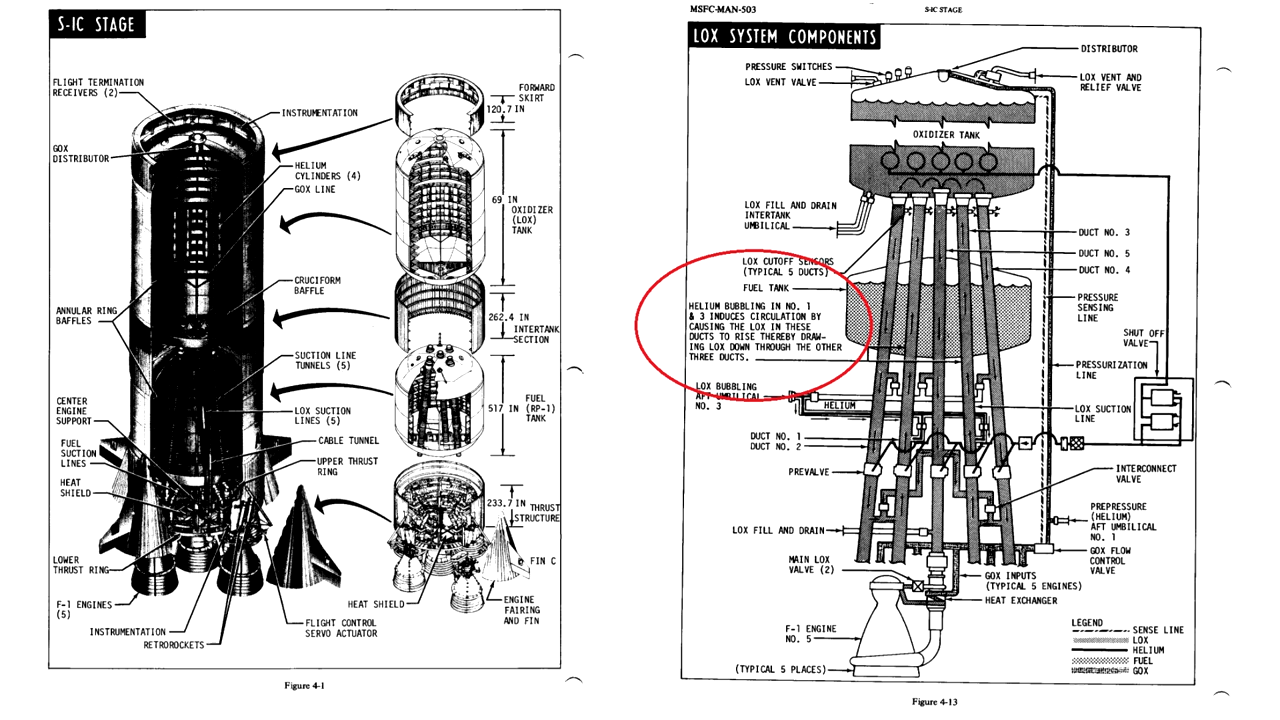 S-IC STAGE
FLIGHT TERMINATION
RECEIVERS (2)
GOX
DISTRIBUTOR
INSTRUMENTATION
HELIUM
CYLINDERS (4)
GOX LINE
CRUCIFORM
BAFFLE
ANNULAR RING
BAFFLES
SUCTION LINE
TUNNELS (5)
CENTER
ENGINE
SUPPORT
LOX SUCTION
LINES (5)
FUEL
SUCTION
LINES
CABLE TUNNEL
UPPER THRUST
RING
HEAT
SHIELD
LOWER
THRUST RING
F-1 ENGINES
(5)
INSTRUMENTATION
RETROROCKETS
FLIGHT CONTROL
SERVO ACTUATOR
FORWARD
SKIRT
120.7 IN
69 IN
OXIDIZER
(LOX)
TANK
262.4 IN
INTERTANK
SECTION
517 IN
FUEL
(RP-1)
TANK
233.7 IN
THRUST
STRUCTURE
FIN C
HEAT SHIELD
ENGINE
FAIRING
AND FIN
Figure 4-1
MSFC-MAN-503
S-IC STAGE
LOX SYSTEM COMPONENTS
DISTRIBUTOR
PRESSURE SWITCHES
LOX VENT VALVE
LOX VENT AND
RELIEF VALVE
OXIDIZER TANK
LOX FILL AND DRAIN
INTERTANK
UMBILICAL
DUCT NO. 3
DUCT NO. 5
DUCT NO. 4
LOX CUTOFF SENSORS
(TYPICAL 5 DUCTS)
FUEL TANK
HELIUM BUBBLING IN NO. 1
& 3 INDUCES CIRCULATION BY
CAUSING THE LOX IN THESE
DUCTS TO RISE THEREBY DRAW-
ING LOX DOWN THROUGH THE OTHER
THREE DUCTS.
PRESSURE
SENSING
LINE
SHUT OFF
VALVE
PRESSURIZATION
LINE
LOX BUBBLING
AFT UMBILICAL
NO. 3
HELIUM
LOX SUCTION
LINE
DUCT NO. 1
DUCT NO. 2
PREVALVE
INTERCONNECT
VALVE
PREPRESSURE
(HELIUM)
AFT UMBILICAL
NO. 1
LOX FILL AND DRAIN
GOX FLOW
CONTROL
VALVE
MAIN LOX
VALVE (2)
GOX INPUTS
(TYPICAL 5 ENGINES)
HEAT EXCHANGER
F-1 ENGINE
NO. 5
(TYPICAL 5 PLACES)
LEGEND
SENSE LINE
LOX
HELIUM
FUEL
GOX
Figure 4-13